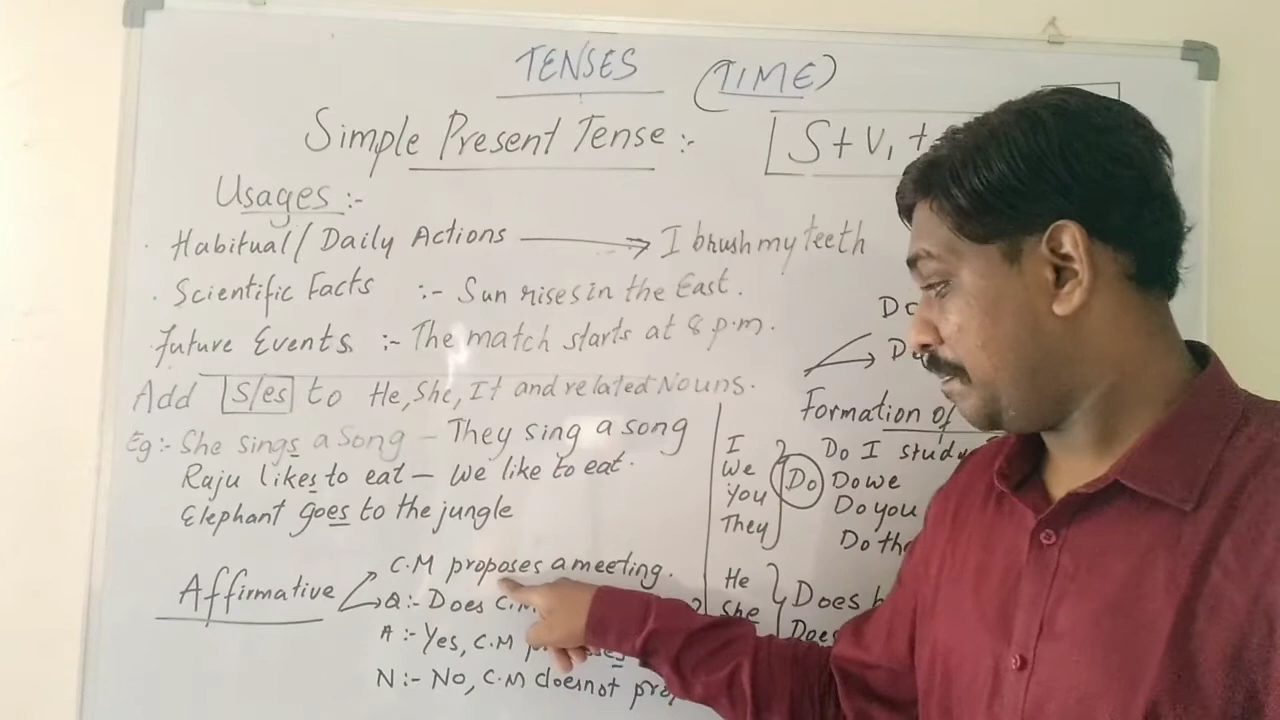 TENSES (TIME)
Simple Present Tense :- S + V1 +
Usages :-
· Habitual/Daily Actions → I brush my teeth
· Scientific Facts :- Sun rises in the East.
· Future Events :- The match starts at 8 p.m.
Add s/es to He, She, It and related Nouns.
Eg:- She sings a Song – They sing a song
Raju likes to eat – We like to eat.
Elephant goes to the jungle
Affirmative
C.M proposes a meeting.
Q:- Does ?
A:- Yes, C.M
N:- No, C.M doesnot
Formation of
I
We
You
They
Do
Do I study
Do we
Do you
Do
He
She
Does
Does